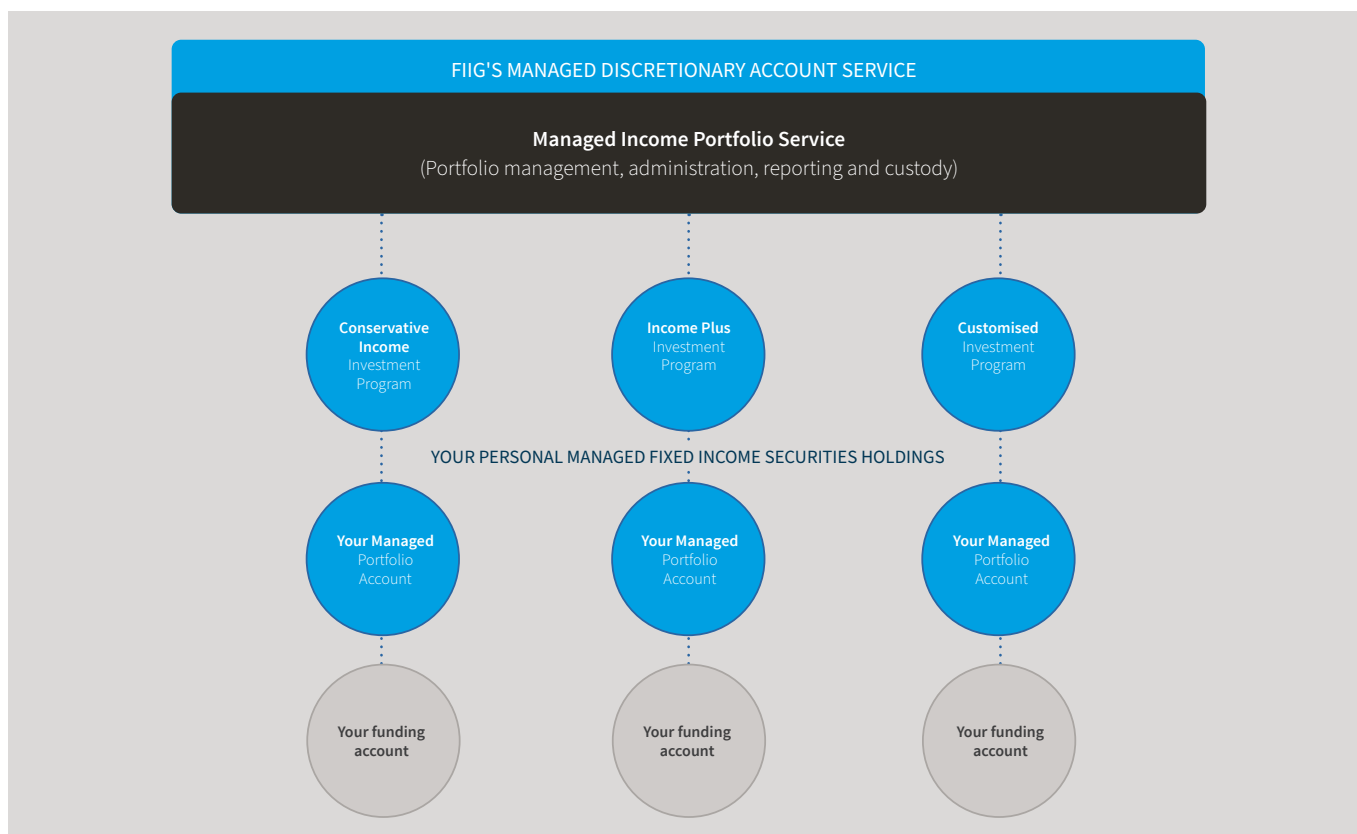 FIIG'S MANAGED DISCRETIONARY ACCOUNT SERVICE
Managed Income Portfolio Service
(Portfolio management, administration, reporting and custody)
Conservative
Income
Investment
Program
Income Plus
Investment
Program
Customised
Investment
Program
YOUR PERSONAL MANAGED FIXED INCOME SECURITIES HOLDINGS
Your Managed
Portfolio
Account
Your Managed
Portfolio
Account
Your Managed
Portfolio
Account
Your funding
account
Your funding
account
Your funding
account